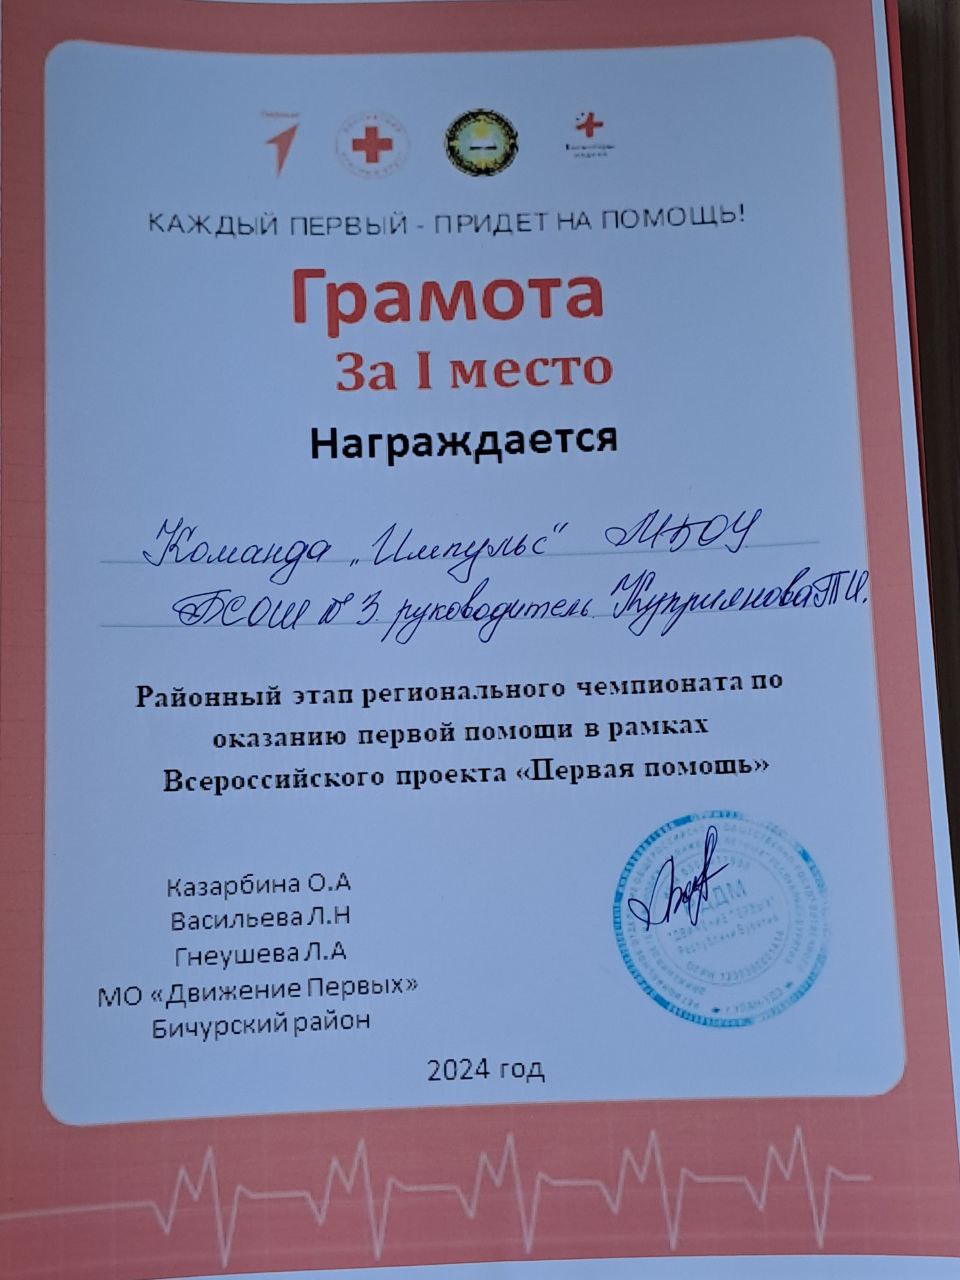 КАЖДЫЙ ПЕРВЫЙ - ПРИДЕТ НА ПОМОЩЬ!
Грамота
За I место
Награждается
Команда „Импульс" МБОУ
БСОШ №3. руководитель. Куприянова Т.И.
Районный этап регионального чемпионата по
оказанию первой помощи в рамках
Всероссийского проекта «Первая помощь»
Казарбина О.А
Васильева Л.Н
Гнеушева Л.А
МО «Движение Первых»
Бичурский район
2024 год